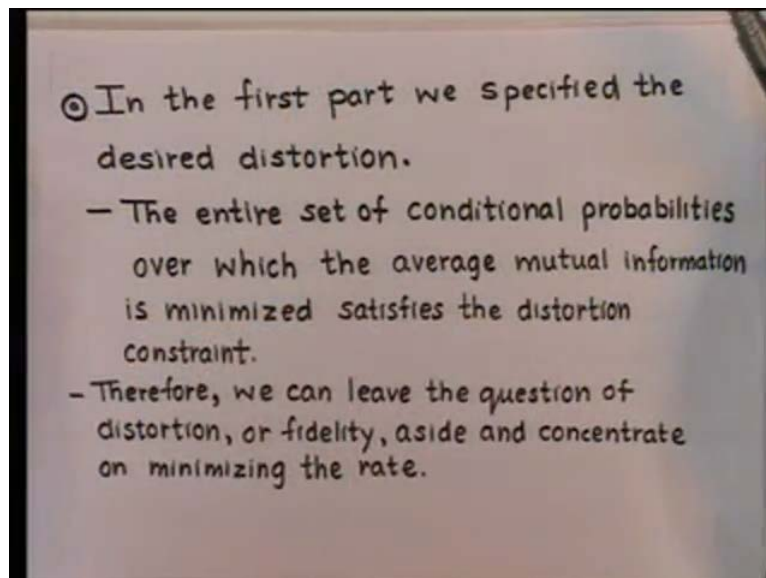 ⊙ In the first part we specified the
desired distortion.
- The entire set of conditional probabilities
over which the average mutual information
is minimized satisfies the distortion
constraint.
- Therefore, we can leave the question of
distortion, or fidelity, aside and concentrate
on minimizing the rate.